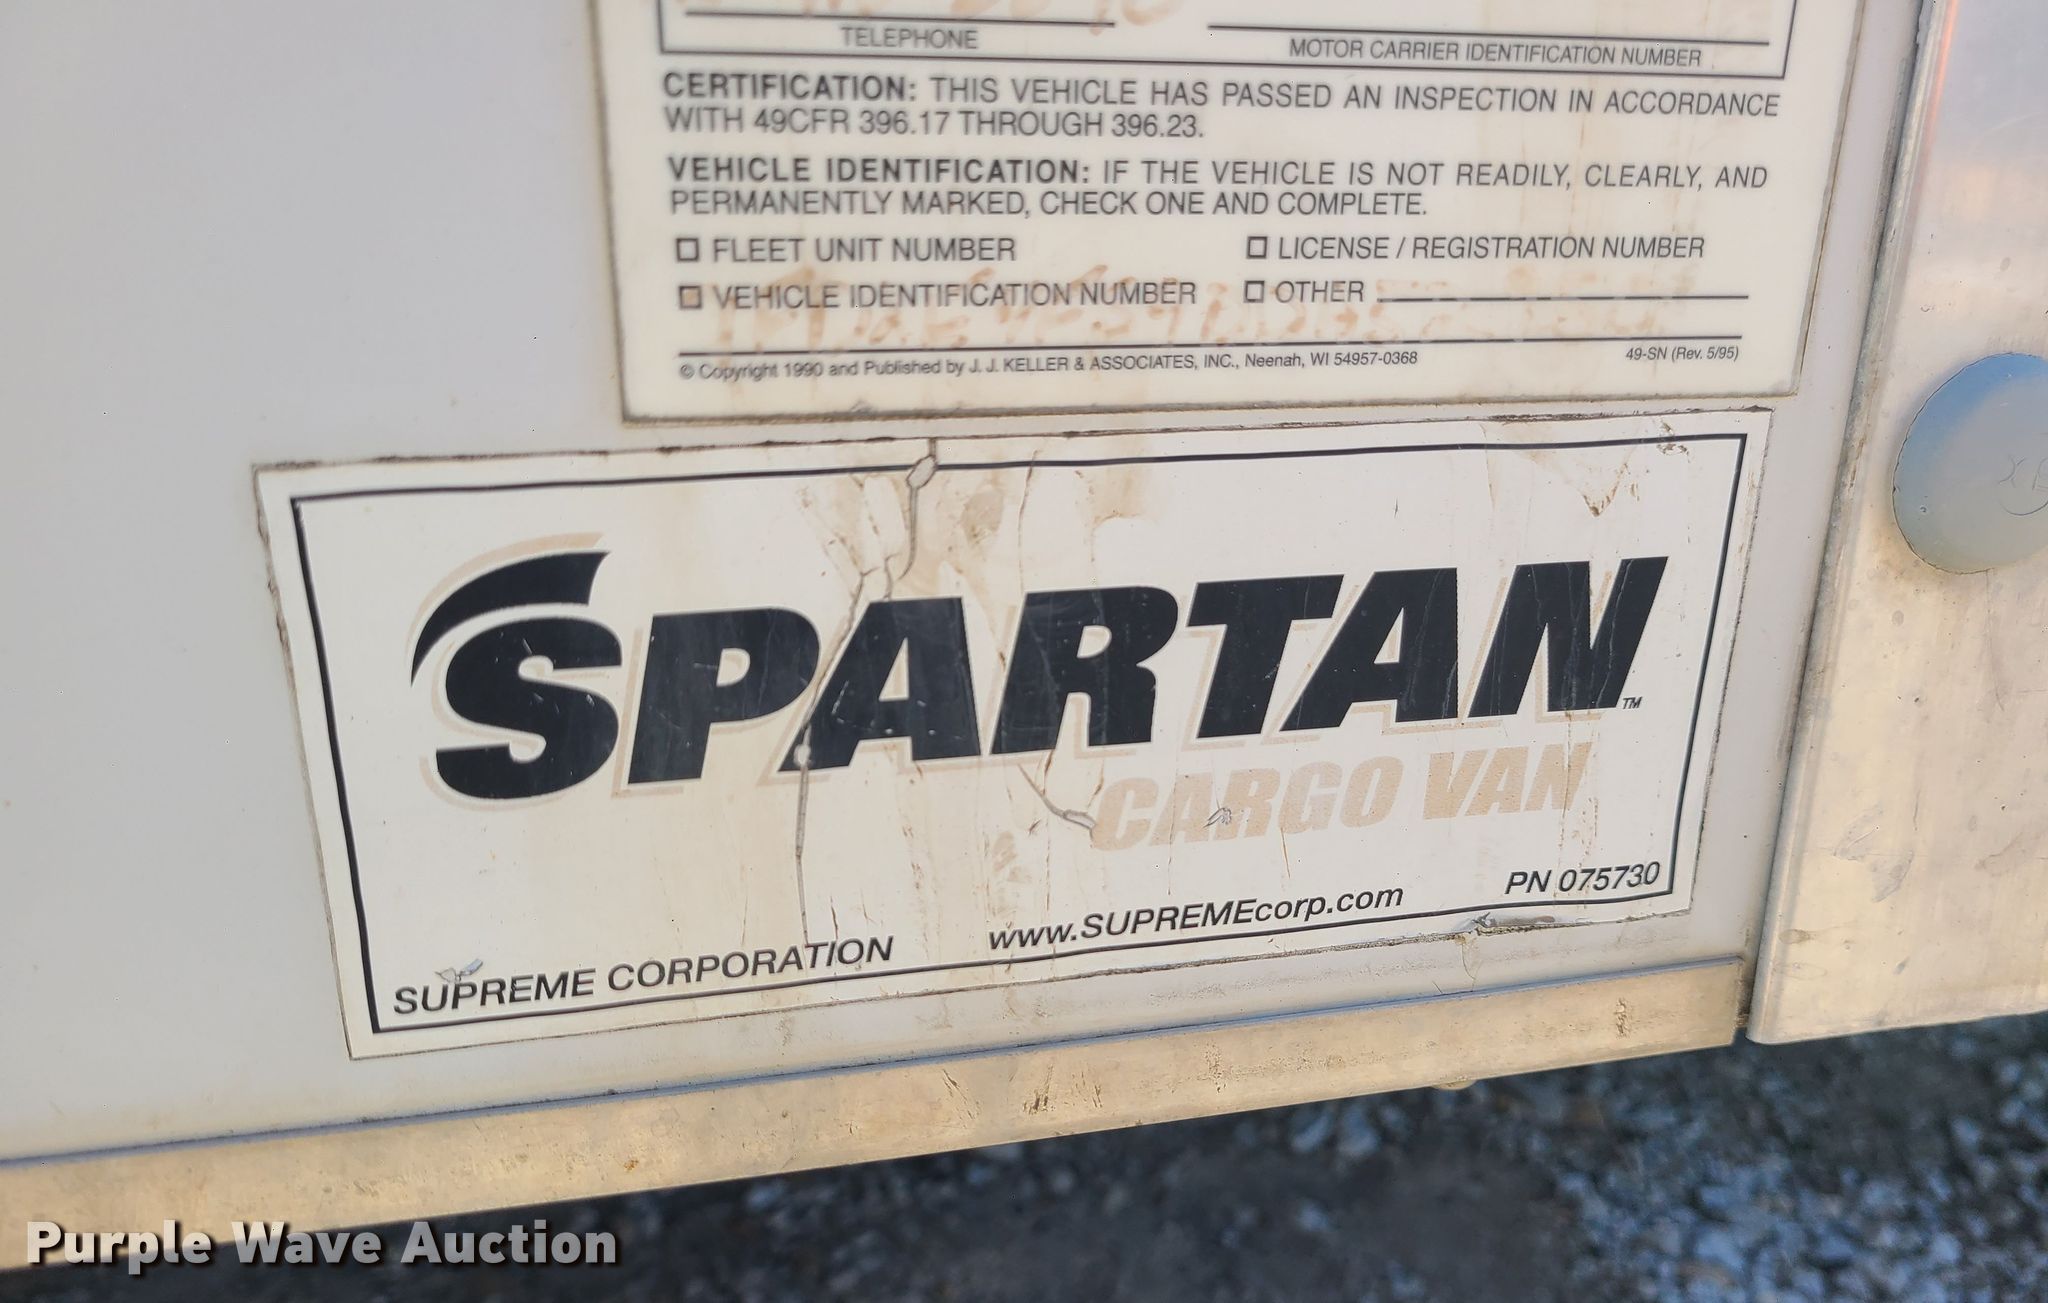 TELEPHONE
MOTOR CARRIER IDENTIFICATION NUMBER
CERTIFICATION: THIS VEHICLE HAS PASSED AN INSPECTION IN ACCORDANCE
WITH 49CFR 396.17 THROUGH 396.23.
VEHICLE IDENTIFICATION: IF THE VEHICLE IS NOT READILY, CLEARLY, AND
PERMANENTLY MARKED, CHECK ONE AND COMPLETE.
FLEET UNIT NUMBER
LICENSE / REGISTRATION NUMBER
VEHICLE IDENTIFICATION NUMBER
OTHER
© Copyright 1990 and Published by J. J. KELLER & ASSOCIATES, INC., Neenah, WI 54957-0368
49-SN (Rev. 5/95)
SPARTAN™
CARGO VAN
PN 075730
www.SUPREMEcorp.com
SUPREME CORPORATION
Purple Wave Auction